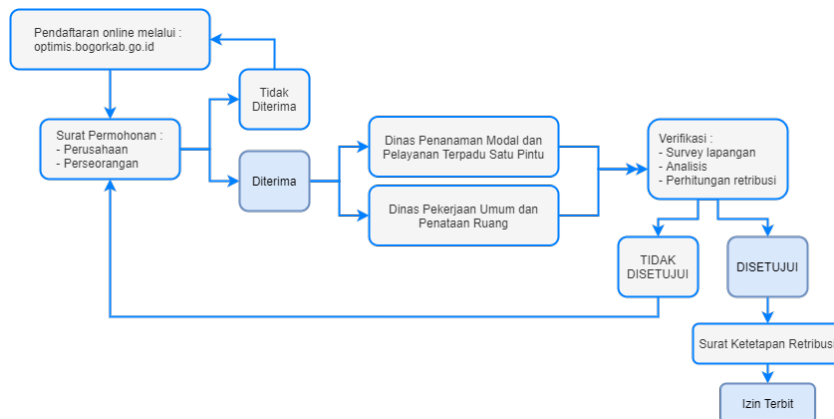 Pendaftaran online melalui :
optimis.bogorkab.go.id
Tidak
Diterima
Surat Permohonan :
- Perusahaan
- Perseorangan
Diterima
Dinas Penanaman Modal dan
Pelayanan Terpadu Satu Pintu
Dinas Pekerjaan Umum dan
Penataan Ruang
Verifikasi :
- Survey lapangan
- Analisis
- Perhitungan retribusi
TIDAK
DISETUJUI
DISETUJUI
Surat Ketetapan Retribusi
Izin Terbit